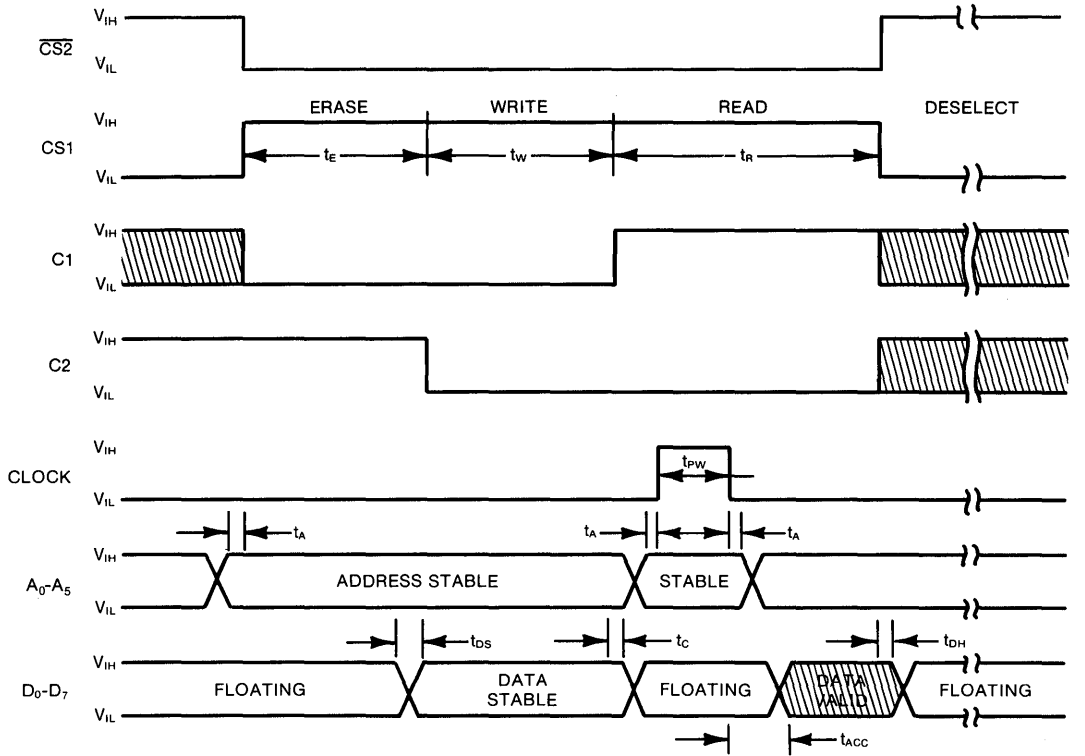 V_IH
CS2
V_IL
ERASE WRITE READ DESELECT
V_IH
CS1
t_E t_W t_R
V_IL
V_IH
C1
V_IL
V_IH
C2
V_IL
V_IH
CLOCK
t_PW
V_IL
t_A t_A t_A
V_IH
A₀-A₅
ADDRESS STABLE STABLE
V_IL
t_DS t_C t_DH
V_IH
D₀-D₇
FLOATING DATA STABLE FLOATING DATA VALID FLOATING
V_IL
t_ACC